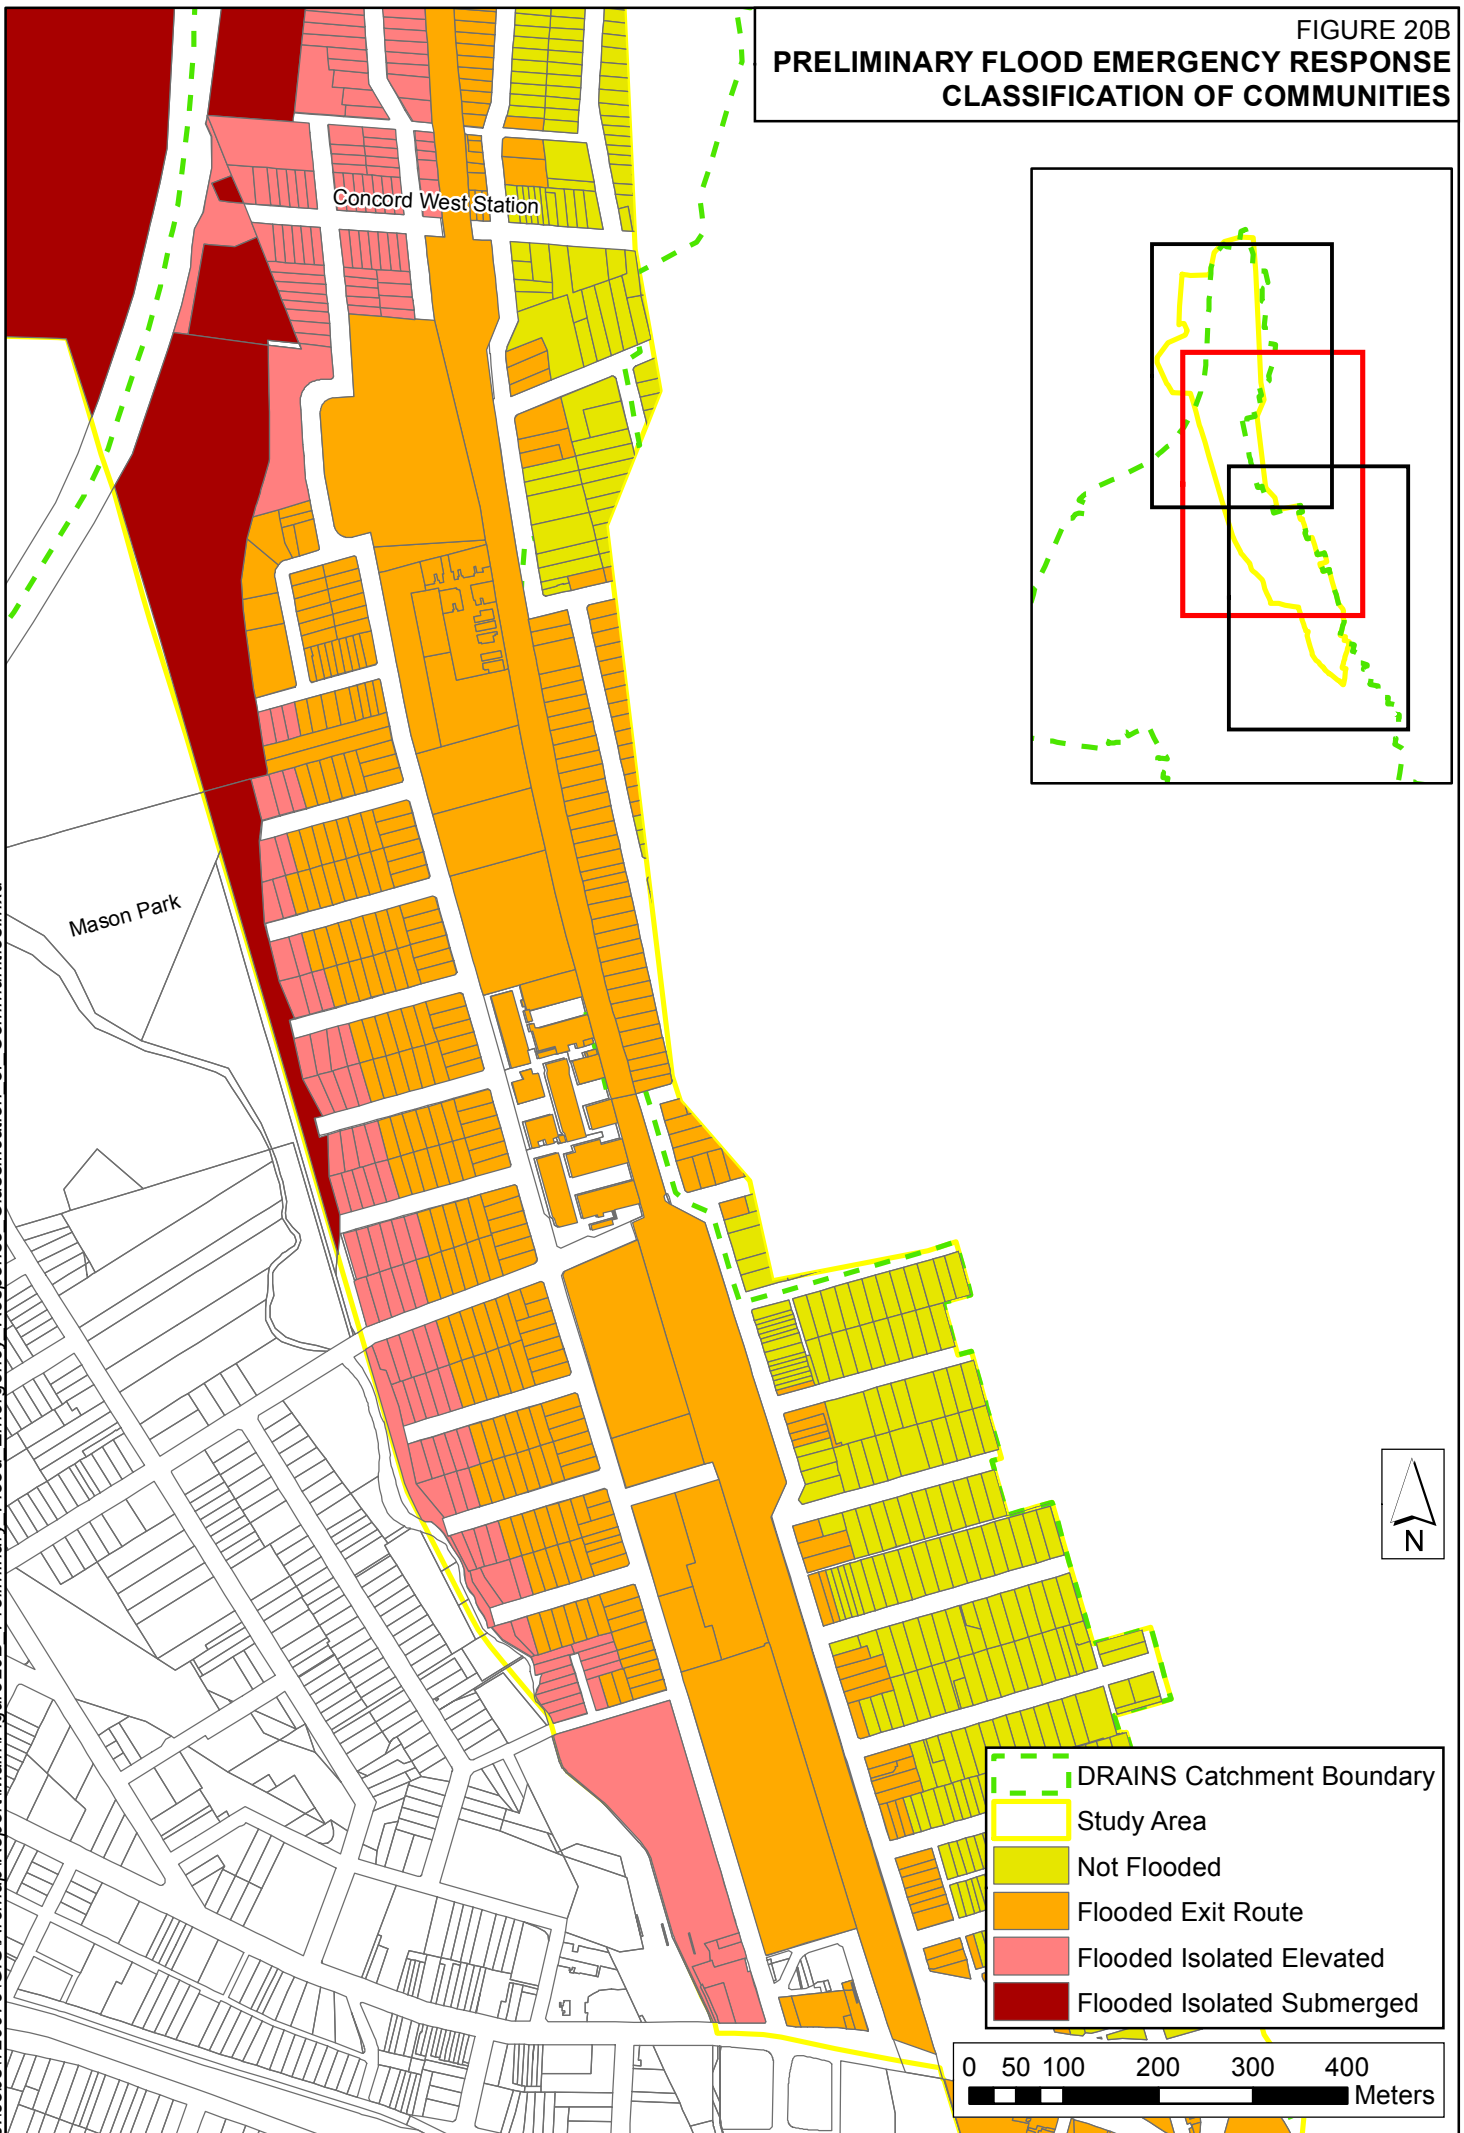 FIGURE 20B
PRELIMINARY FLOOD EMERGENCY RESPONSE
CLASSIFICATION OF COMMUNITIES
Concord West Station
Mason Park
N
DRAINS Catchment Boundary
Study Area
Not Flooded
Flooded Exit Route
Flooded Isolated Elevated
Flooded Isolated Submerged
0 50 100 200 300 400
Meters